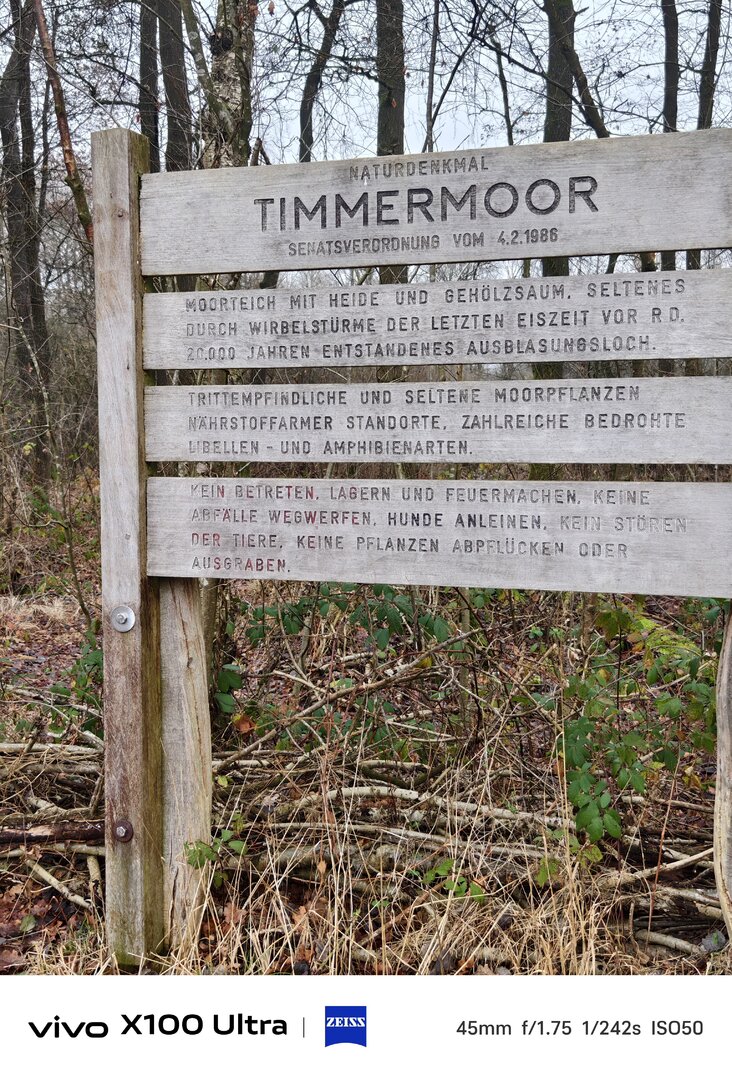 NATURDENKMAL
TIMMERMOOR
SENATSVERORDNUNG VOM 4.2.1986
MOORTEICH MIT HEIDE UND GEHÖLZSAUM. SELTENES
DURCH WIRBELSTÜRME DER LETZTEN EISZEIT VOR R.D.
20.000 JAHREN ENTSTANDENES AUSBLASUNGSLOCH.
TRITTEMPFINDLICHE UND SELTENE MOORPFLANZEN
NÄHRSTOFFARMER STANDORTE, ZAHLREICHE BEDROHTE
LIBELLEN - UND AMPHIBIENARTEN.
KEIN BETRETEN, LAGERN UND FEUERMACHEN, KEINE
ABFÄLLE WEGWERFEN, HUNDE ANLEINEN, KEIN STÖREN
DER TIERE, KEINE PFLANZEN ABPFLÜCKEN ODER
AUSGRABEN.
vivo X100 Ultra | ZEISS 45mm f/1.75 1/242s ISO50